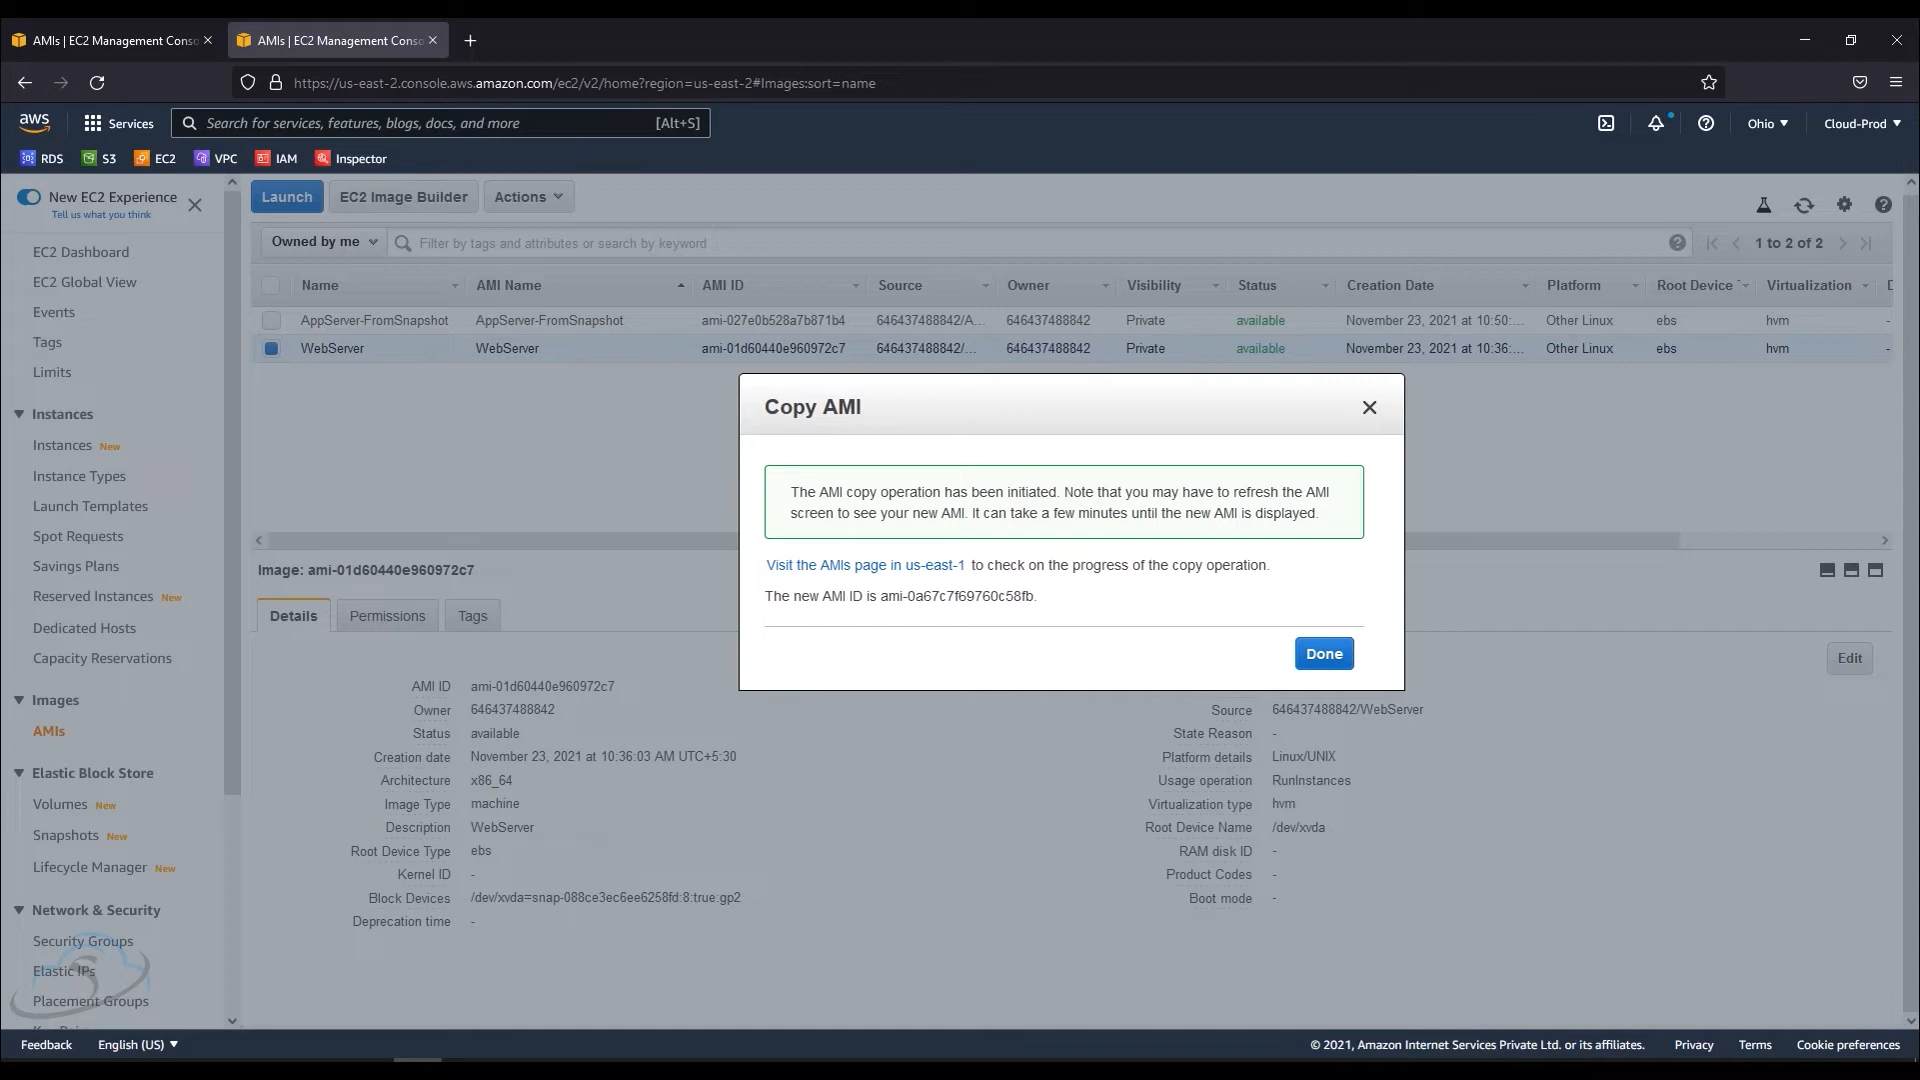 AMIs | EC2 Management Conso
AMIs | EC2 Management Conso
https://us-east-2.console.aws.amazon.com/ec2/v2/home?region=us-east-2#Images:sort=name
aws
Services
Search for services, features, blogs, docs, and more
[Alt+S]
Ohio
Cloud-Prod
RDS
S3
EC2
VPC
IAM
Inspector
New EC2 Experience
Tell us what you think
EC2 Dashboard
EC2 Global View
Events
Tags
Limits
Instances
Instances New
Instance Types
Launch Templates
Spot Requests
Savings Plans
Reserved Instances New
Dedicated Hosts
Capacity Reservations
Images
AMIs
Elastic Block Store
Volumes New
Snapshots New
Lifecycle Manager New
Network & Security
Security Groups
Elastic IPs
Placement Groups
Launch
EC2 Image Builder
Actions
Owned by me
Filter by tags and attributes or search by keyword
1 to 2 of 2
Name AMI Name AMI ID Source Owner Visibility Status Creation Date Platform Root Device Virtualization
AppServer-FromSnapshot AppServer-FromSnapshot ami-027e0b528a7b871b4 646437488842/A... 646437488842 Private available November 23, 2021 at 10:50:... Other Linux ebs hvm -
WebServer WebServer ami-01d60440e960972c7 646437488842/... 646437488842 Private available November 23, 2021 at 10:36:... Other Linux ebs hvm -
Copy AMI
The AMI copy operation has been initiated. Note that you may have to refresh the AMI
screen to see your new AMI. It can take a few minutes until the new AMI is displayed.
Visit the AMIs page in us-east-1 to check on the progress of the copy operation.
The new AMI ID is ami-0a67c7f69760c58fb.
Done
Image: ami-01d60440e960972c7
Details
Permissions
Tags
Edit
AMI ID ami-01d60440e960972c7
Owner 646437488842
Status available
Creation date November 23, 2021 at 10:36:03 AM UTC+5:30
Architecture x86_64
Image Type machine
Description WebServer
Root Device Type ebs
Kernel ID -
Block Devices /dev/xvda=snap-088ce3ec6ee6258fd:8:true:gp2
Deprecation time -
Source 646437488842/WebServer
State Reason -
Platform details Linux/UNIX
Usage operation RunInstances
Virtualization type hvm
Root Device Name /dev/xvda
RAM disk ID -
Product Codes -
Boot mode -
Feedback
English (US)
© 2021, Amazon Internet Services Private Ltd. or its affiliates.
Privacy
Terms
Cookie preferences